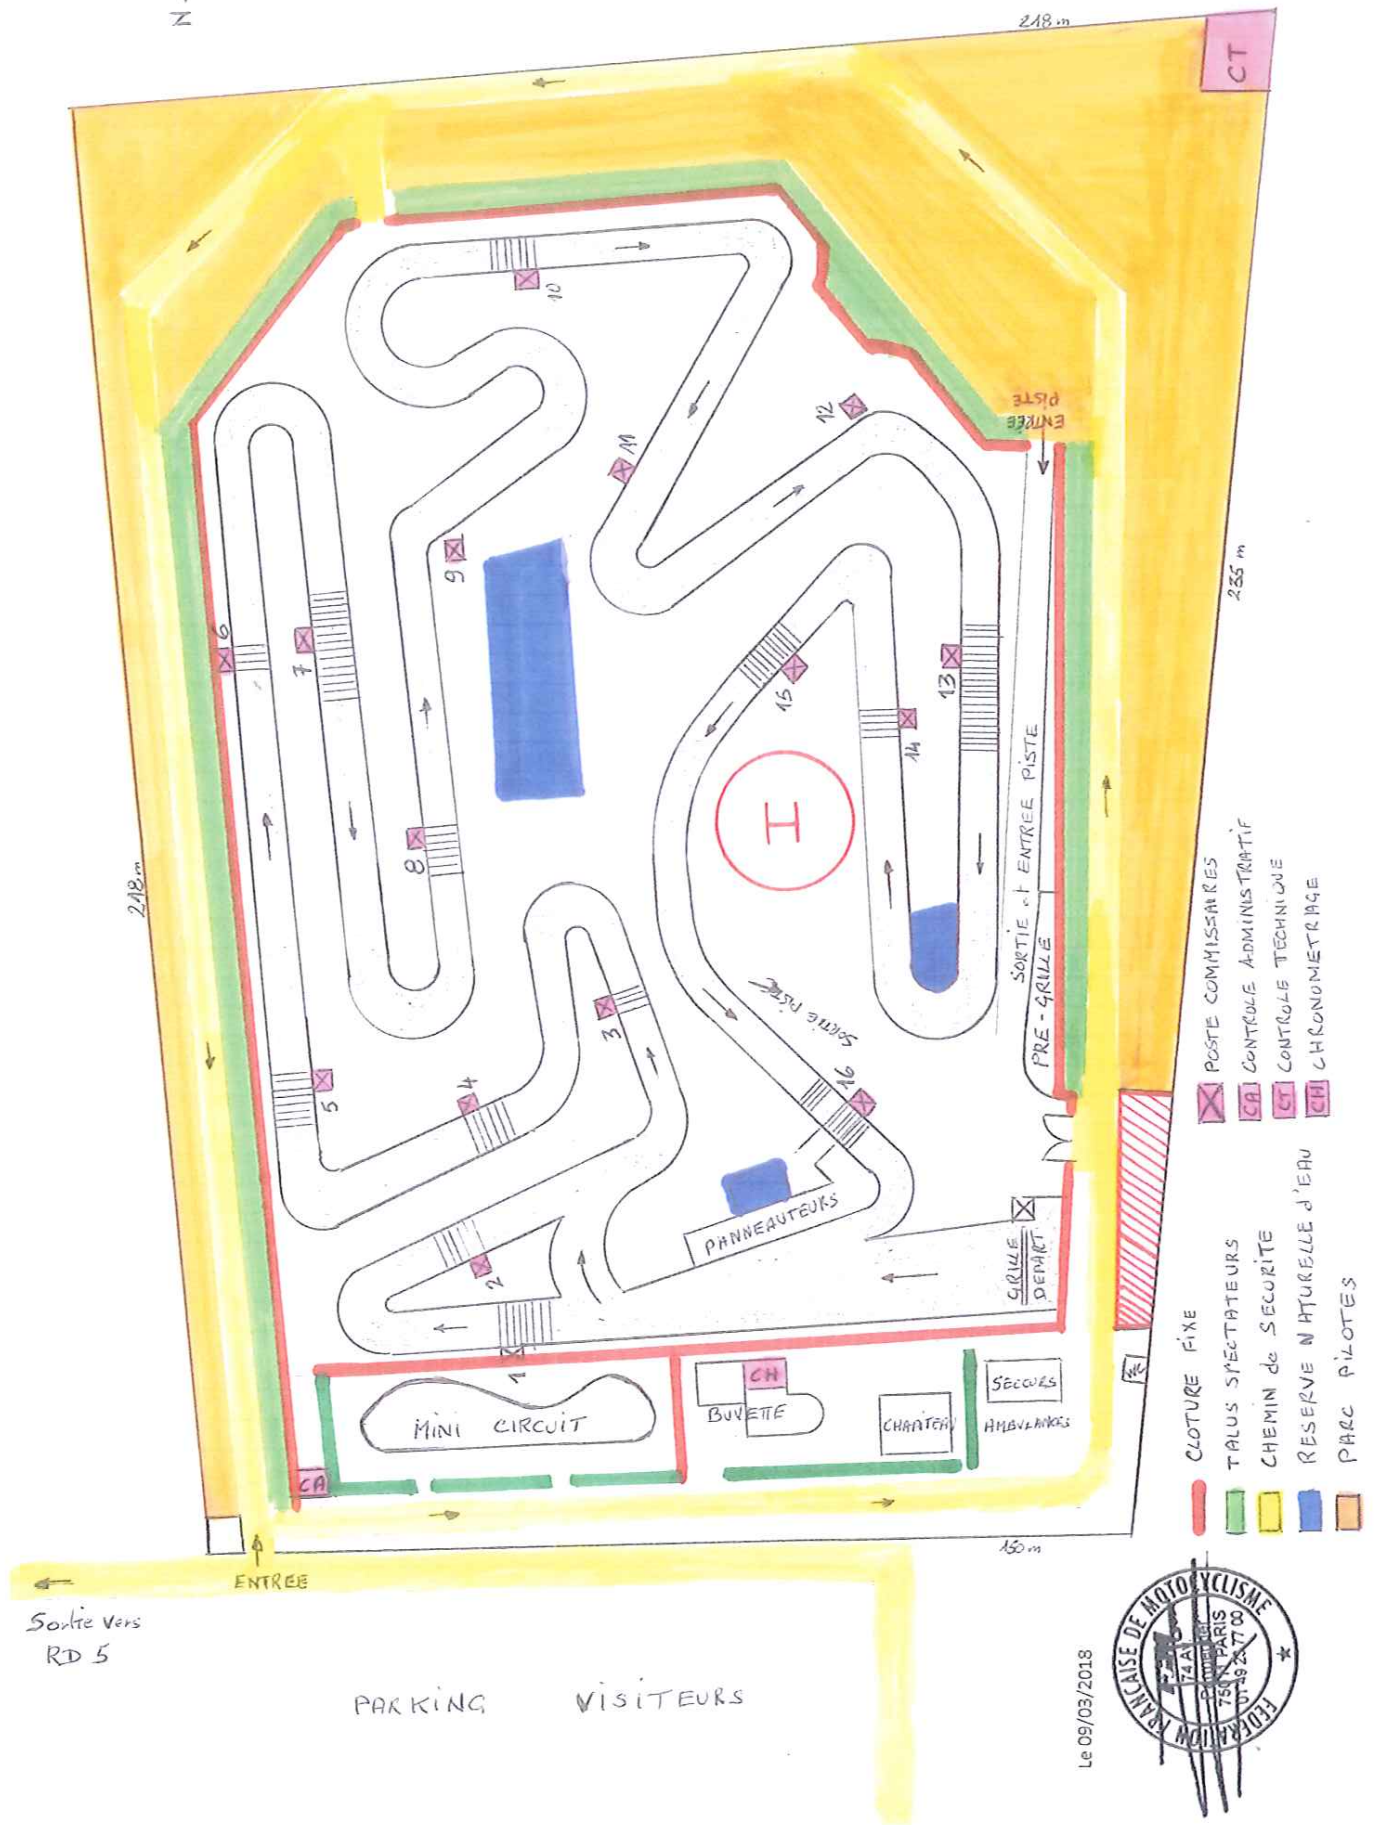 N
218 m
CT
10
11
12
ENTRÉE
PISTE
9
6
7
235 m
13
15
14
H
8
218 m
SORTIE et ENTREE PISTE
PRE-GRILLE
SORTIE PISTE
3
16
4
5
PANNEAUTEURS
2
GRILLE
DEPART
1
MINI CIRCUIT
CH
BUVETTE
CHAPITEAU
SECOURS
AMBULANCES
CA
150 m
ENTREE
Sortie vers
RD 5
PARKING VISITEURS
POSTE COMMISSAIRES
CA CONTROLE ADMINISTRATIF
CT CONTROLE TECHNIQUE
CH CHRONOMETRAGE
CLOTURE FIXE
TALUS SPECTATEURS
CHEMIN de SECURITE
RESERVE NATURELLE d'EAU
PARC PILOTES
Le 09/03/2018
FEDERATION FRANCAISE DE MOTOCYCLISME
75011 PARIS